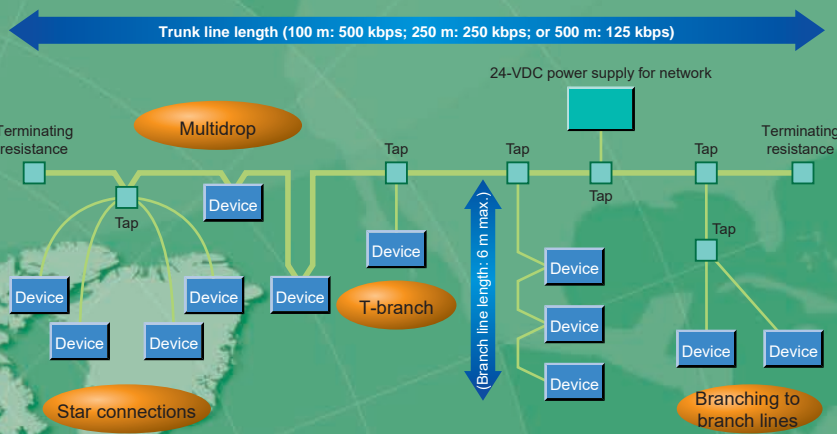 Trunk line length (100 m: 500 kbps; 250 m: 250 kbps; or 500 m: 125 kbps)
24-VDC power supply for network
Terminating
resistance
Multidrop
Tap
Tap
Tap
Terminating
resistance
Tap
Tap
Device
Tap
Device
(Branch line length: 6 m max.)
Device
Device
Device
Device
T-branch
Device
Device
Device
Device
Device
Device
Star connections
Branching to
branch lines